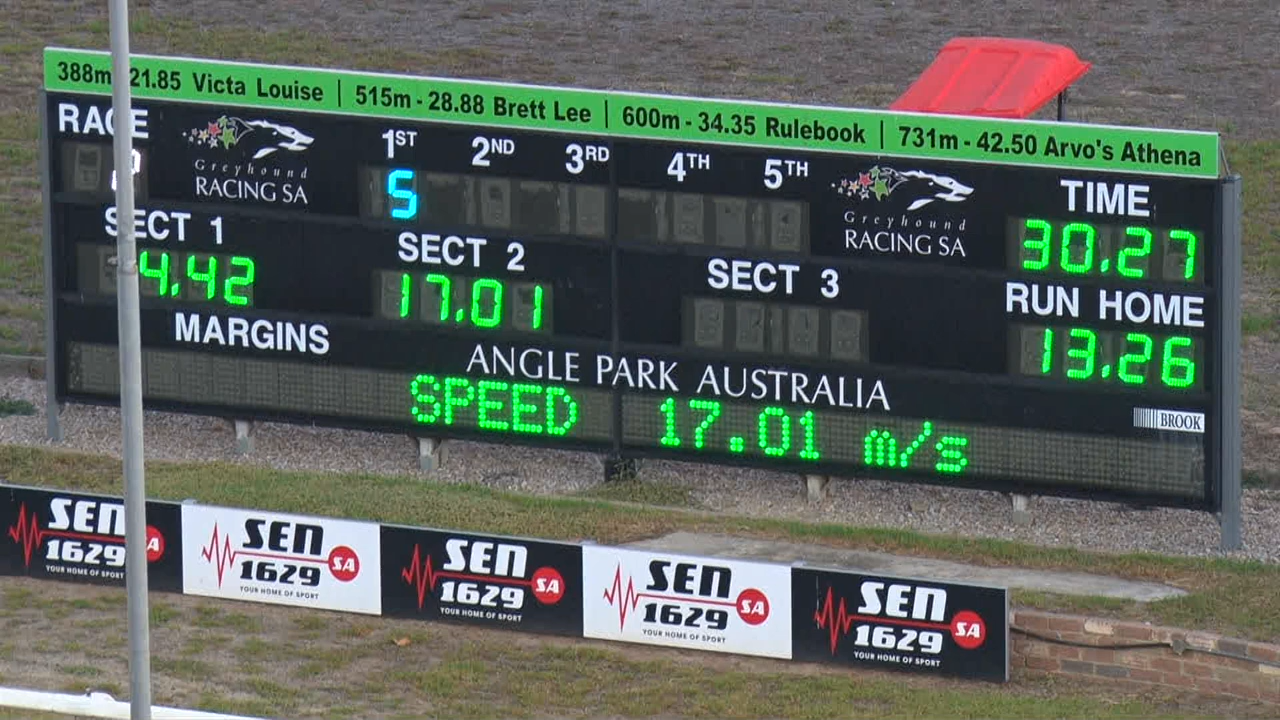 388m 21.85 Victa Louise | 515m - 28.88 Brett Lee | 600m - 34.35 Rulebook | 731m - 42.50 Arvo's Athena
RACE
Greyhound
RACING SA
1ST 2ND 3RD 4TH 5TH
5
Greyhound
RACING SA
TIME
30.27
SECT 1
4.42
SECT 2
17.01
SECT 3
RUN HOME
13.26
MARGINS
ANGLE PARK AUSTRALIA
SPEED 17.01 m/s
BROOK
SEN
1629
YOUR HOME OF SPORT
SEN
1629
SA
YOUR HOME OF SPORT
SEN
1629
SA
YOUR HOME OF SPORT
SEN
1629
SA
YOUR HOME OF SPORT
SEN
1629
SA
YOUR HOME OF SPORT